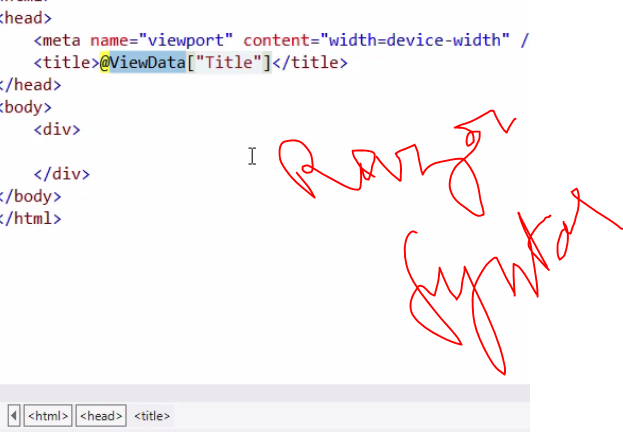 <head>
<meta name="viewport" content="width=device-width" /
<title>@ViewData["Title"]</title>
</head>
<body>
<div>
</div>
</body>
</html>
Razor
Syntax
<html> <head> <title>